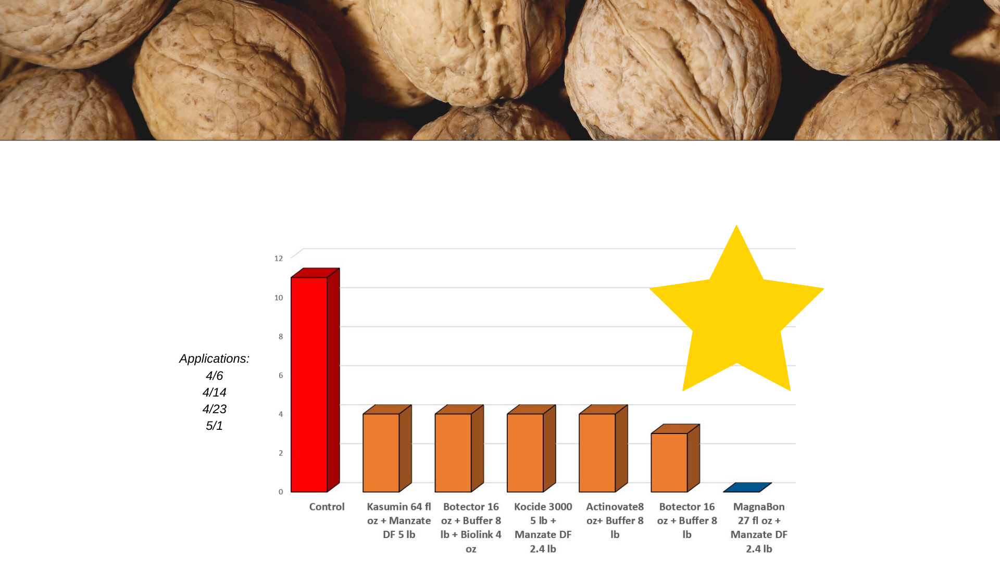 Applications:
4/6
4/14
4/23
5/1
12
10
8
6
4
2
0
Control
Kasumin 64 fl
oz + Manzate
DF 5 lb
Botector 16
oz + Buffer 8
lb + Biolink 4
oz
Kocide 3000
5 lb +
Manzate DF
2.4 lb
Actinovate8
oz+ Buffer 8
lb
Botector 16
oz + Buffer 8
lb
MagnaBon
27 fl oz +
Manzate DF
2.4 lb